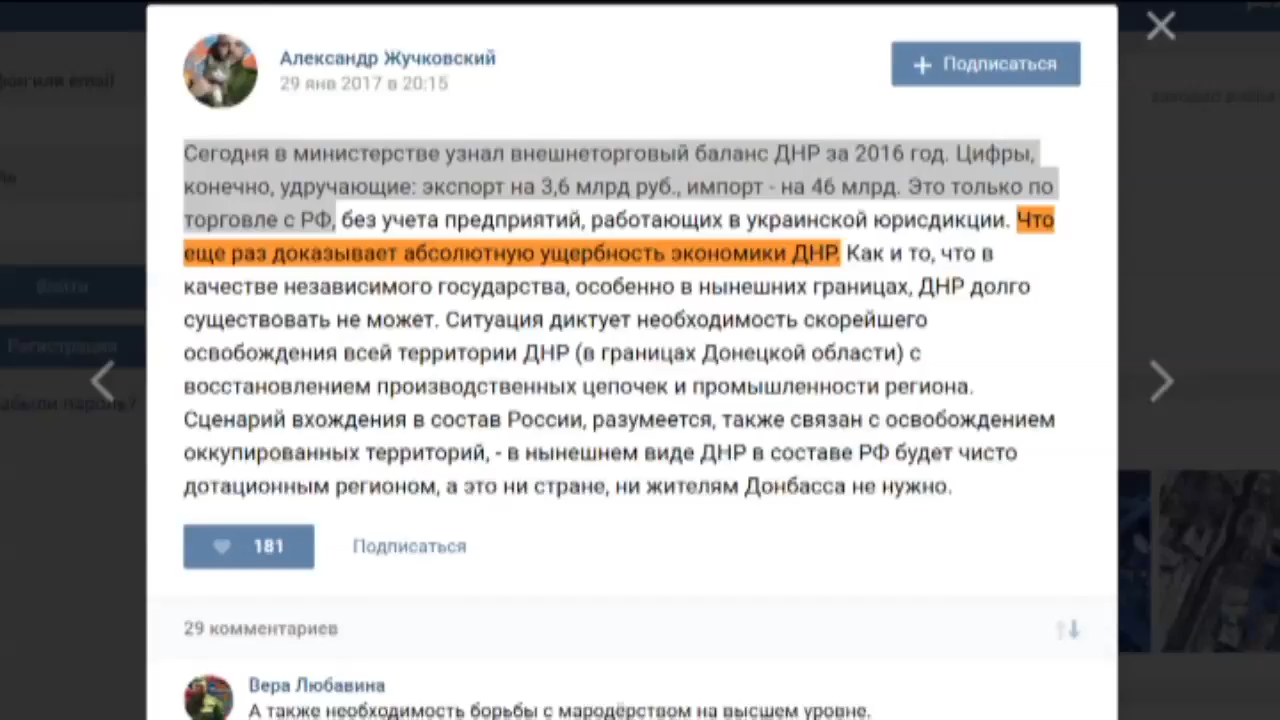 Александр Жучковский
29 янв 2017 в 20:15
Подписаться
Сегодня в министерстве узнал внешнеторговый баланс ДНР за 2016 год. Цифры,
конечно, удручающие: экспорт на 3,6 млрд руб., импорт - на 46 млрд. Это только по
торговле с РФ, без учета предприятий, работающих в украинской юрисдикции. Что
еще раз доказывает абсолютную ущербность экономики ДНР. Как и то, что в
качестве независимого государства, особенно в нынешних границах, ДНР долго
существовать не может. Ситуация диктует необходимость скорейшего
освобождения всей территории ДНР (в границах Донецкой области) с
восстановлением производственных цепочек и промышленности региона.
Сценарий вхождения в состав России, разумеется, также связан с освобождением
оккупированных территорий, - в нынешнем виде ДНР в составе РФ будет чисто
дотационным регионом, а это ни стране, ни жителям Донбасса не нужно.
181
Подписаться
29 комментариев
Вера Любавина
А также необходимость борьбы с мародёрством на высшем уровне.
или email
Войти
Регистрация
абыли пароль?